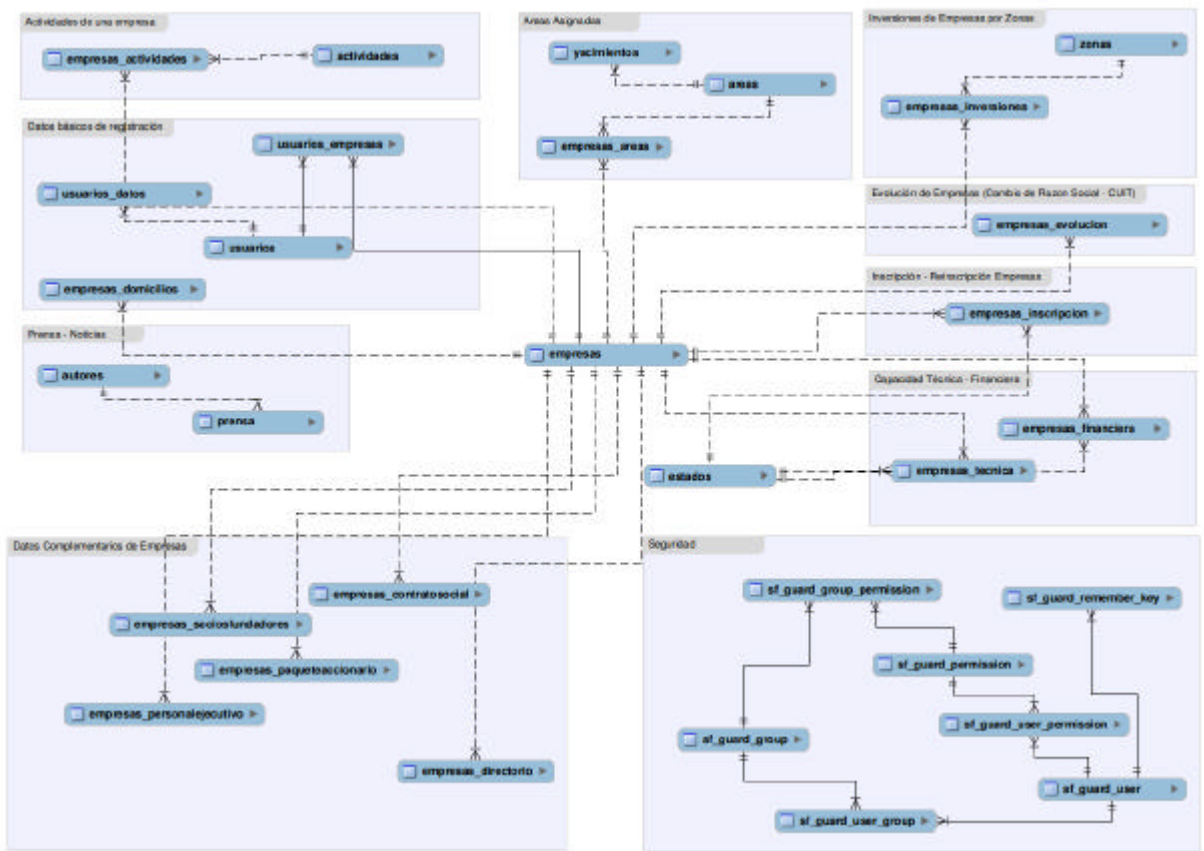 Actividades de una empresa
empresas_actividades
actividades
Areas Asignadas
yacimientos
areas
empresas_areas
Inversiones de Empresas por Zonas
zonas
empresas_inversiones
Datos básicos de registración
usuarios_empresas
usuarios_datos
usuarios
empresas_domicilios
Evolución de Empresas (Cambio de Razon Social - CUIT)
empresas_evolucion
Inscripción - Reinscripción Empresas
empresas_inscripcion
Prensa - Noticias
autores
prensa
empresas
Capacidad Técnica - Financiera
empresas_financiera
empresas_tecnica
estados
Datos Complementarios de Empresas
empresas_contratosocial
empresas_sociosfundadores
empresas_paqueteaccionario
empresas_personalejecutivo
empresas_directorio
Seguridad
sf_guard_group_permission
sf_guard_remember_key
sf_guard_permission
sf_guard_user_permission
sf_guard_group
sf_guard_user
sf_guard_user_group